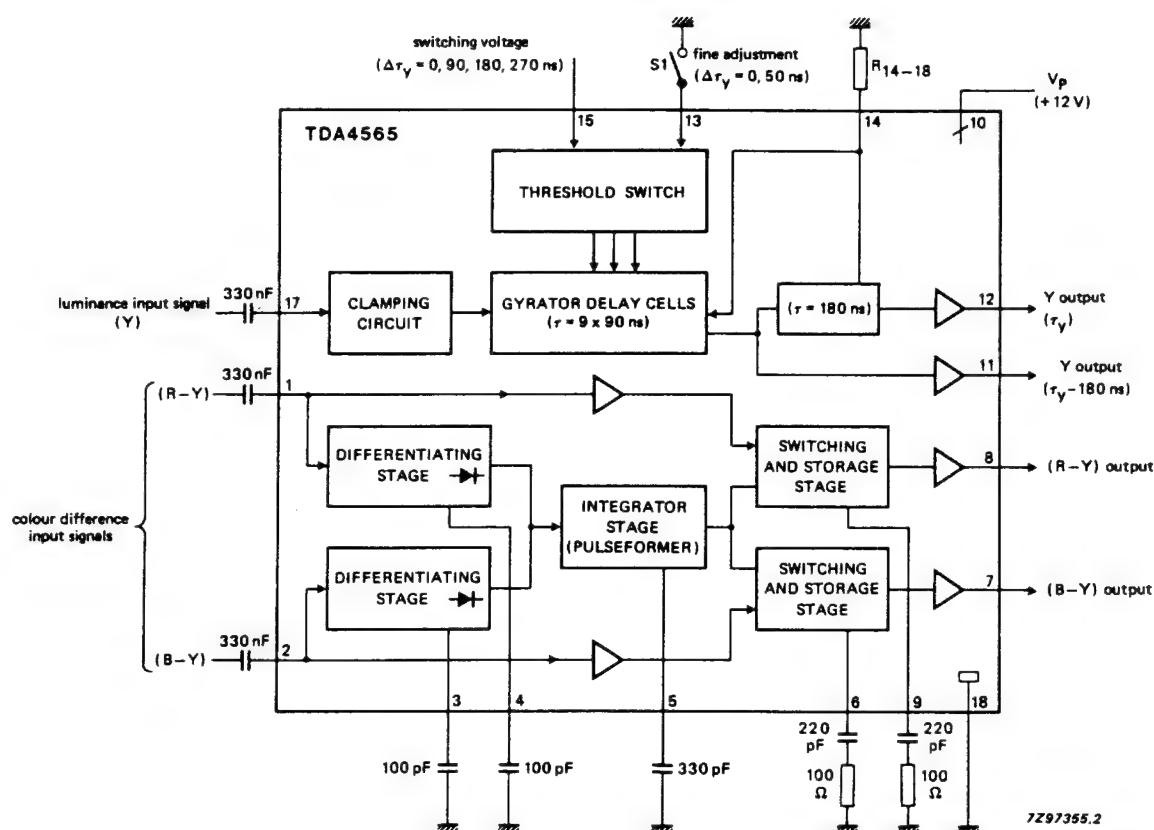 switching voltage
(Δτy = 0, 90, 180, 270 ns)
S1
fine adjustment
(Δτy = 0, 50 ns)
R14−18
Vp
(+12 V)
15
13
14
10
TDA4565
THRESHOLD SWITCH
luminance input signal
(Y)
330 nF
17
CLAMPING
CIRCUIT
GYRATOR DELAY CELLS
(τ = 9 x 90 ns)
(τ = 180 ns)
12
Y output
(τy)
11
Y output
(τy−180 ns)
330 nF
(R−Y)
1
DIFFERENTIATING
STAGE
SWITCHING
AND STORAGE
STAGE
8
(R−Y) output
colour difference
input signals
INTEGRATOR
STAGE
(PULSEFORMER)
DIFFERENTIATING
STAGE
SWITCHING
AND STORAGE
STAGE
7
(B−Y) output
330 nF
(B−Y)
2
3
4
5
6
9
18
100 pF
100 pF
330 pF
220
pF
220
pF
100
Ω
100
Ω
7Z97355.2